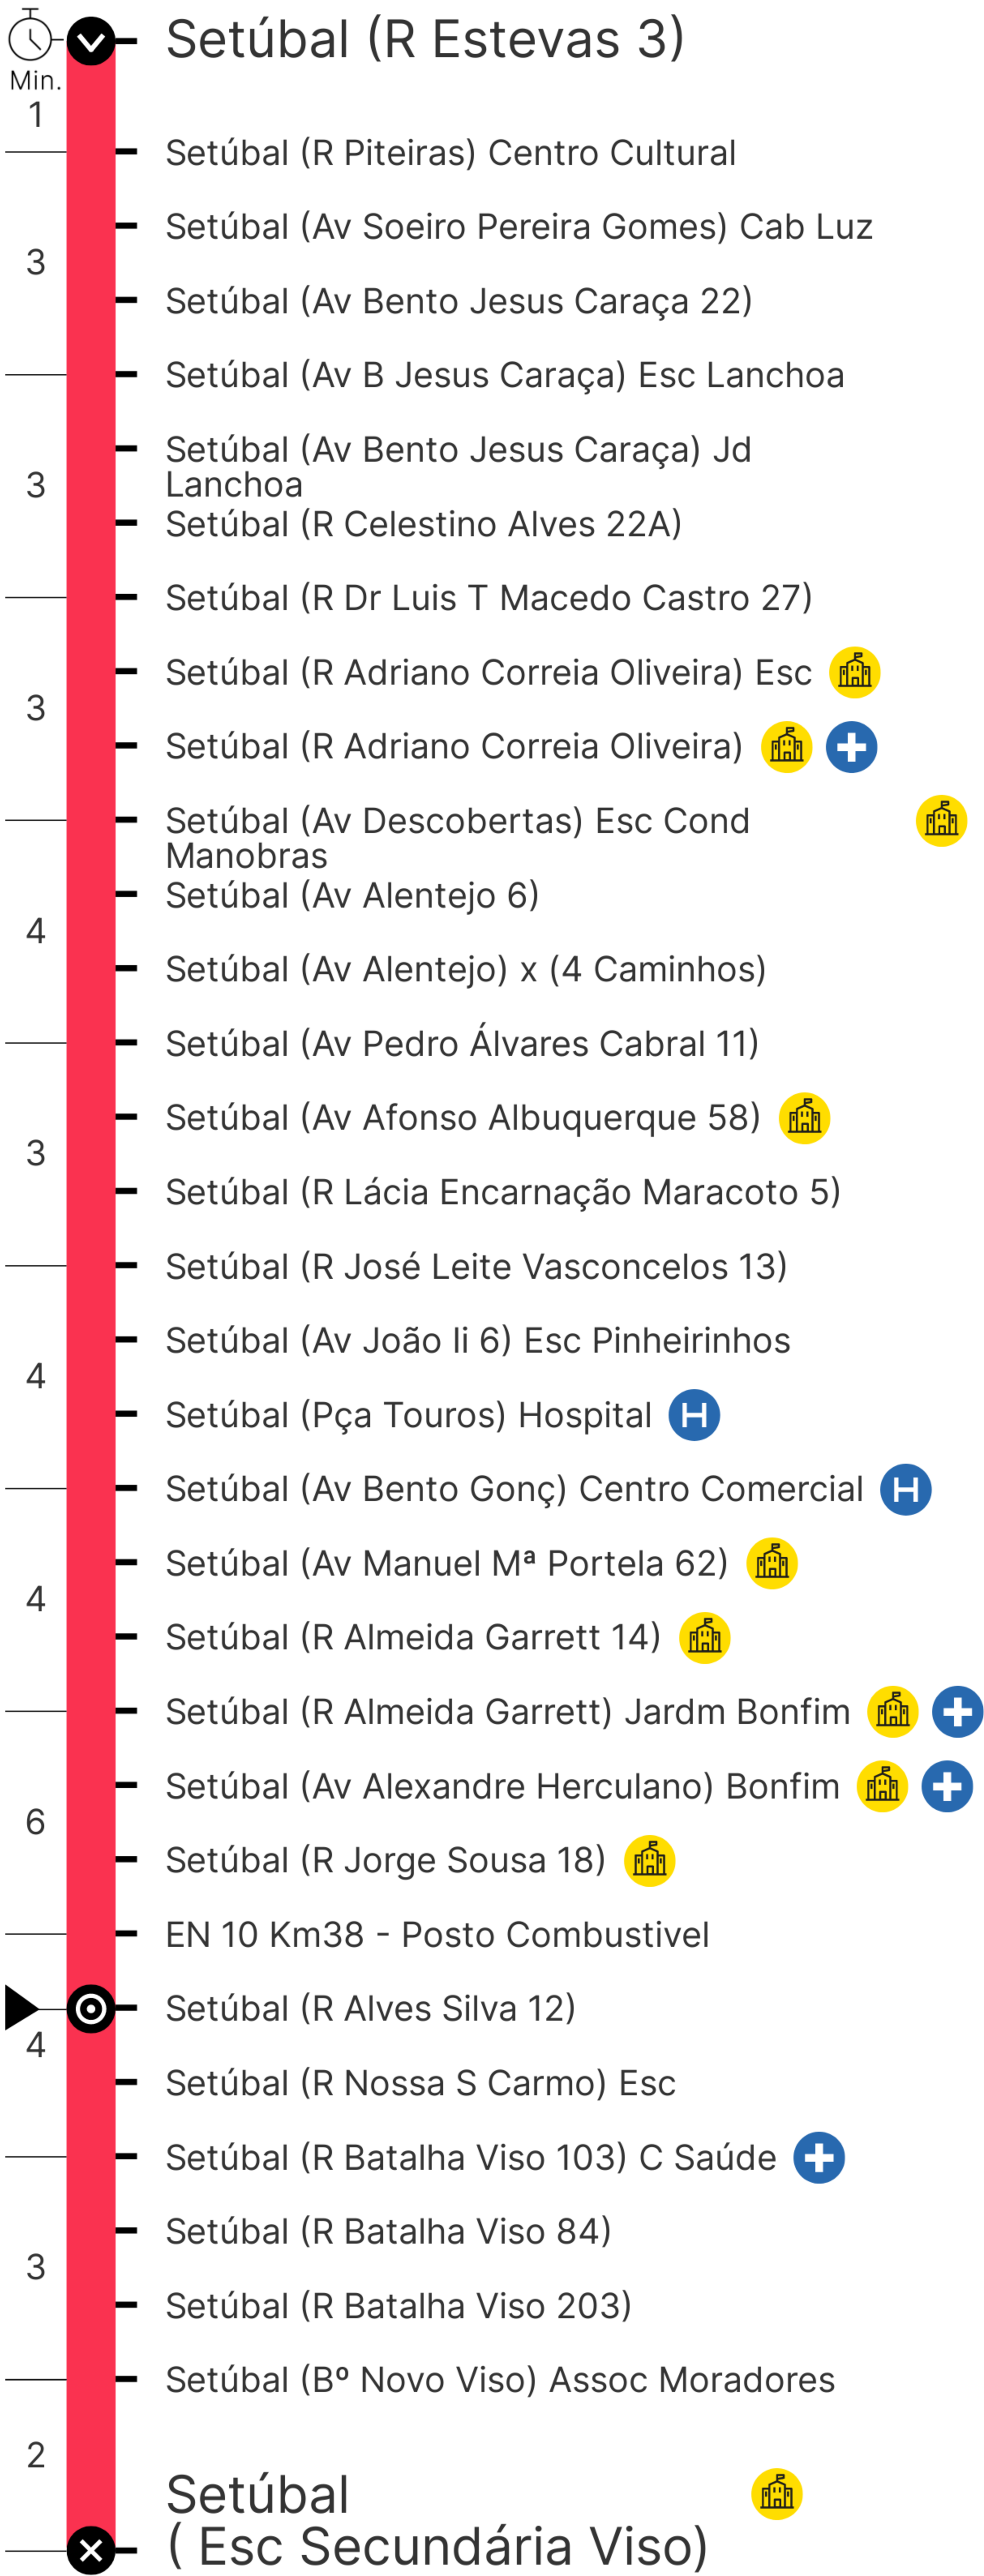 Setúbal (R Estevas 3)
Min.
1
Setúbal (R Piteiras) Centro Cultural
Setúbal (Av Soeiro Pereira Gomes) Cab Luz
3
Setúbal (Av Bento Jesus Caraça 22)
Setúbal (Av B Jesus Caraça) Esc Lanchoa
Setúbal (Av Bento Jesus Caraça) Jd
Lanchoa
3
Setúbal (R Celestino Alves 22A)
Setúbal (R Dr Luis T Macedo Castro 27)
Setúbal (R Adriano Correia Oliveira) Esc
3
Setúbal (R Adriano Correia Oliveira)
Setúbal (Av Descobertas) Esc Cond
Manobras
Setúbal (Av Alentejo 6)
4
Setúbal (Av Alentejo) x (4 Caminhos)
Setúbal (Av Pedro Álvares Cabral 11)
Setúbal (Av Afonso Albuquerque 58)
3
Setúbal (R Lácia Encarnação Maracoto 5)
Setúbal (R José Leite Vasconcelos 13)
Setúbal (Av João Ii 6) Esc Pinheirinhos
4
Setúbal (Pça Touros) Hospital H
Setúbal (Av Bento Gonç) Centro Comercial H
Setúbal (Av Manuel Mª Portela 62)
4
Setúbal (R Almeida Garrett 14)
Setúbal (R Almeida Garrett) Jardm Bonfim
Setúbal (Av Alexandre Herculano) Bonfim
6
Setúbal (R Jorge Sousa 18)
EN 10 Km38 - Posto Combustivel
Setúbal (R Alves Silva 12)
4
Setúbal (R Nossa S Carmo) Esc
Setúbal (R Batalha Viso 103) C Saúde
Setúbal (R Batalha Viso 84)
3
Setúbal (R Batalha Viso 203)
Setúbal (Bº Novo Viso) Assoc Moradores
2
Setúbal
( Esc Secundária Viso)